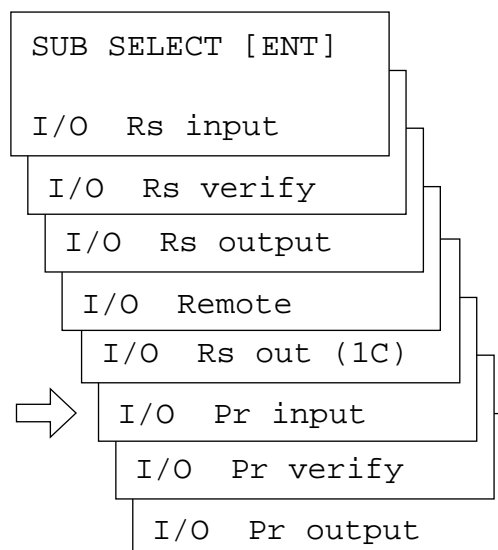 SUB SELECT [ENT]
I/O Rs input
I/O Rs verify
I/O Rs output
I/O Remote
I/O Rs out (1C)
I/O Pr input
I/O Pr verify
I/O Pr output